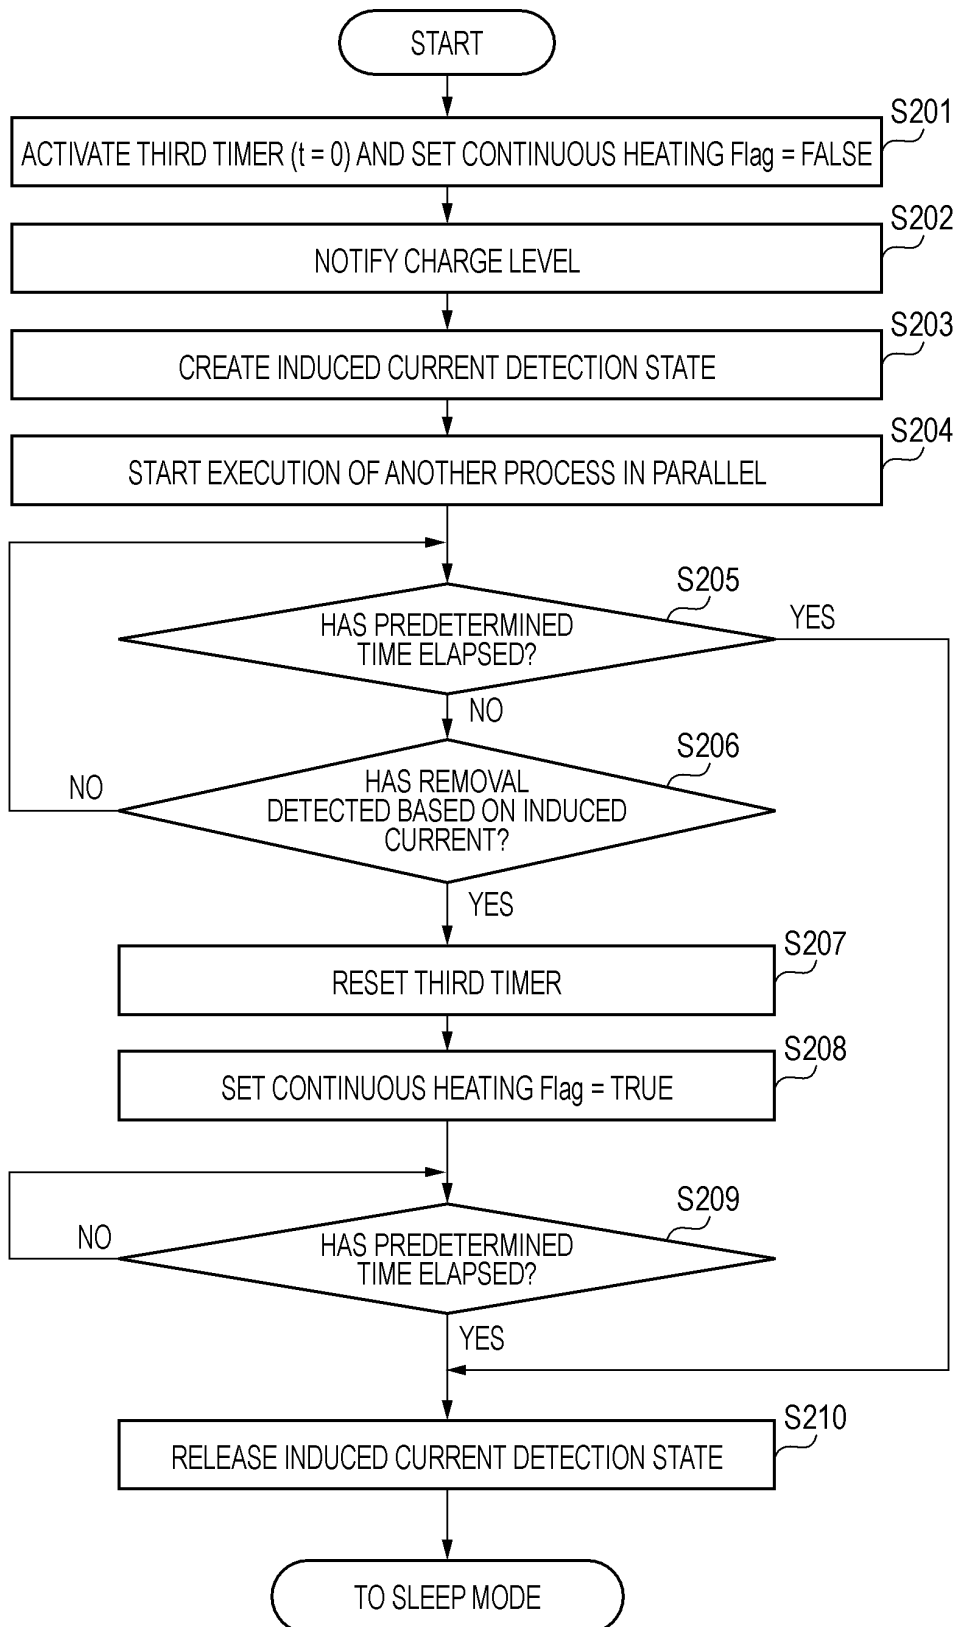 START
S201
ACTIVATE THIRD TIMER (t = 0) AND SET CONTINUOUS HEATING Flag = FALSE
S202
NOTIFY CHARGE LEVEL
S203
CREATE INDUCED CURRENT DETECTION STATE
S204
START EXECUTION OF ANOTHER PROCESS IN PARALLEL
S205
HAS PREDETERMINED
TIME ELAPSED?
YES
NO
S206
HAS REMOVAL
DETECTED BASED ON INDUCED
CURRENT?
NO
YES
S207
RESET THIRD TIMER
S208
SET CONTINUOUS HEATING Flag = TRUE
S209
HAS PREDETERMINED
TIME ELAPSED?
NO
YES
S210
RELEASE INDUCED CURRENT DETECTION STATE
TO SLEEP MODE